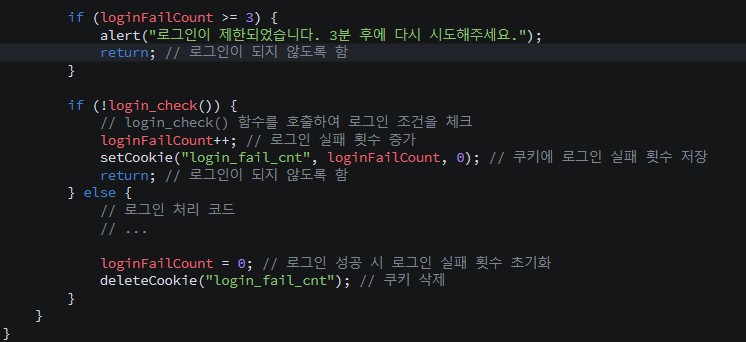 if (loginFailCount >= 3) {
alert("로그인이 제한되었습니다. 3분 후에 다시 시도해주세요.");
return; // 로그인이 되지 않도록 함
}
if (!login_check()) {
// login_check() 함수를 호출하여 로그인 조건을 체크
loginFailCount++; // 로그인 실패 횟수 증가
setCookie("login_fail_cnt", loginFailCount, 0); // 쿠키에 로그인 실패 횟수 저장
return; // 로그인이 되지 않도록 함
} else {
// 로그인 처리 코드
// ...
loginFailCount = 0; // 로그인 성공 시 로그인 실패 횟수 초기화
deleteCookie("login_fail_cnt"); // 쿠키 삭제
}
}
}